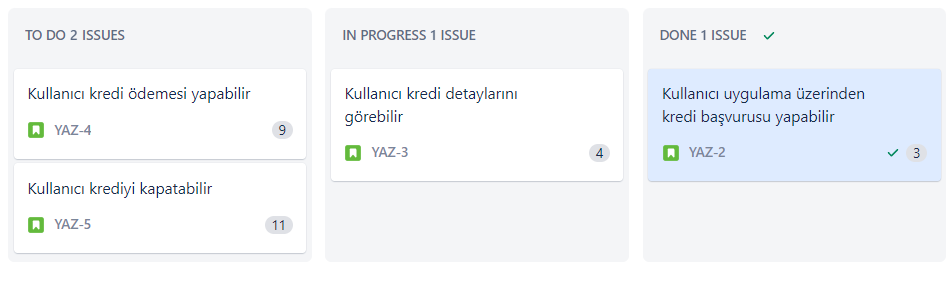 TO DO 2 ISSUES
Kullanıcı kredi ödemesi yapabilir
YAZ-4 9
Kullanıcı krediyi kapatabilir
YAZ-5 11
IN PROGRESS 1 ISSUE
Kullanıcı kredi detaylarını
görebilir
YAZ-3 4
DONE 1 ISSUE
Kullanıcı uygulama üzerinden
kredi başvurusu yapabilir
YAZ-2 3